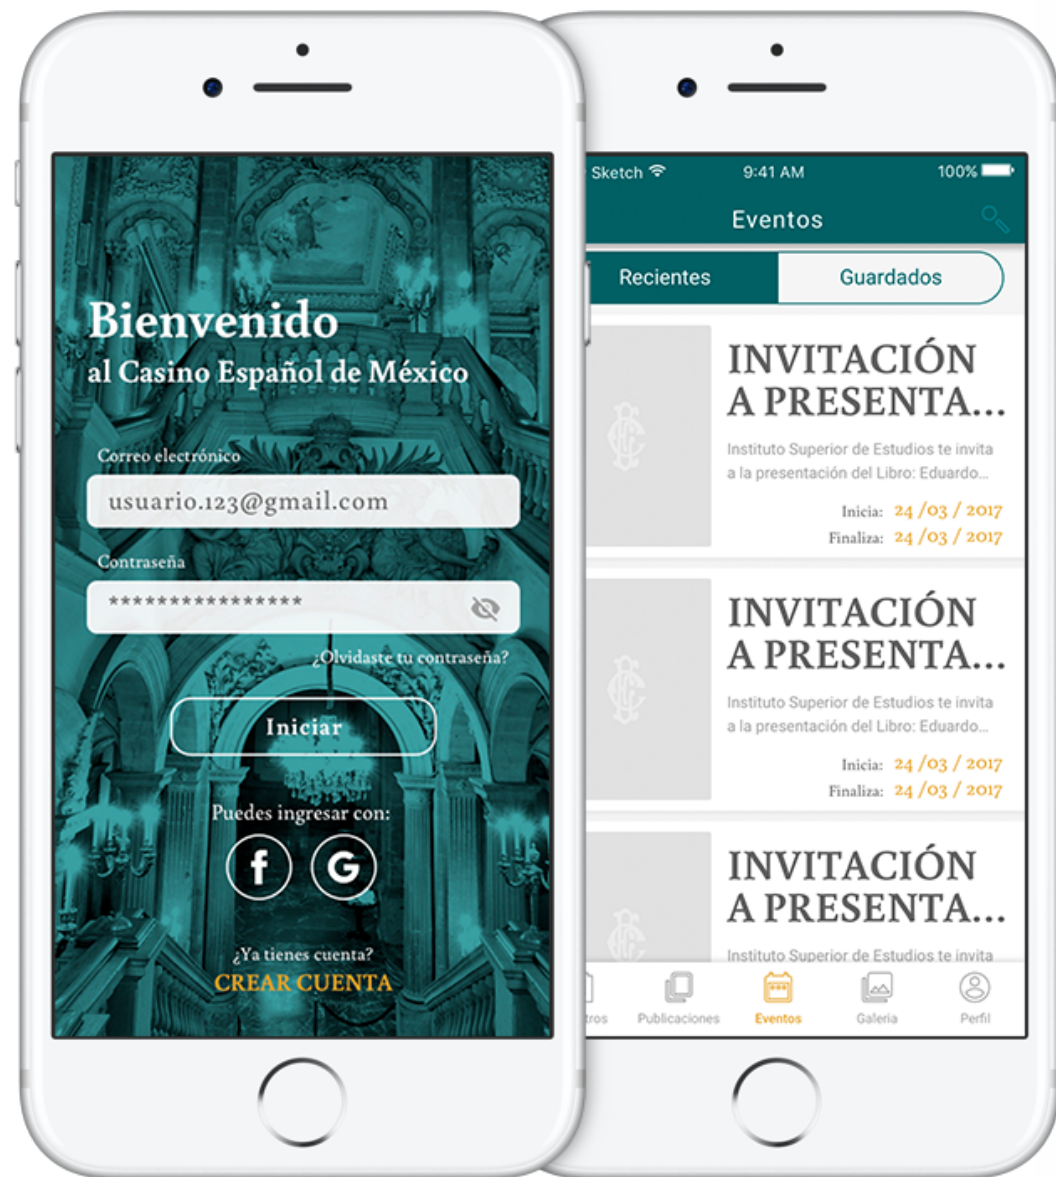 Bienvenido
al Casino Español de México
Correo electrónico
usuario.123@gmail.com
Contraseña
****************
¿Olvidaste tu contraseña?
Iniciar
Puedes ingresar con:
f G
¿Ya tienes cuenta?
CREAR CUENTA
Sketch 9:41 AM 100%
Eventos
Recientes Guardados
INVITACIÓN
A PRESENTA...
Instituto Superior de Estudios te invita
a la presentación del Libro: Eduardo...
Inicia: 24 /03 / 2017
Finaliza: 24 /03 / 2017
INVITACIÓN
A PRESENTA...
Instituto Superior de Estudios te invita
a la presentación del Libro: Eduardo...
Inicia: 24 /03 / 2017
Finaliza: 24 /03 / 2017
INVITACIÓN
A PRESENTA...
Instituto Superior de Estudios te invita
tros Publicaciones Eventos Galeria Perfil